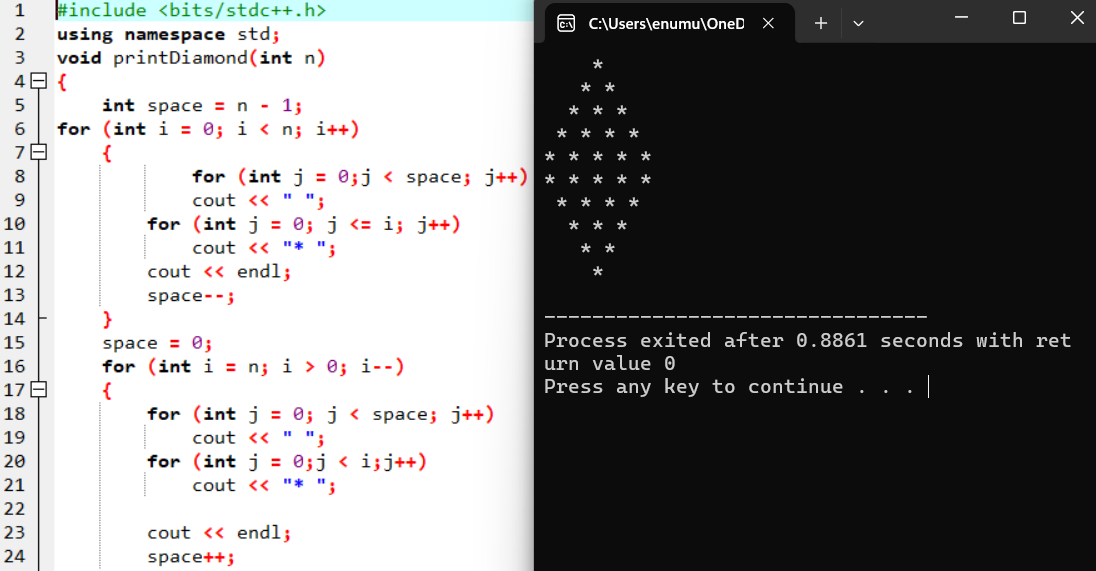 1 #include <bits/stdc++.h>
2 using namespace std;
3 void printDiamond(int n)
4 {
5     int space = n - 1;
6 for (int i = 0; i < n; i++)
7     {
8             for (int j = 0;j < space; j++)
9             cout << " ";
10         for (int j = 0; j <= i; j++)
11             cout << "* ";
12         cout << endl;
13         space--;
14     }
15     space = 0;
16     for (int i = n; i > 0; i--)
17     {
18         for (int j = 0; j < space; j++)
19             cout << " ";
20         for (int j = 0;j < i;j++)
21             cout << "* ";
22
23         cout << endl;
24         space++;
C:\Users\enumu\OneD
    *
   * *
  * * *
 * * * *
* * * * *
* * * * *
 * * * *
  * * *
   * *
    *
--------------------------------
Process exited after 0.8861 seconds with ret
urn value 0
Press any key to continue . . .